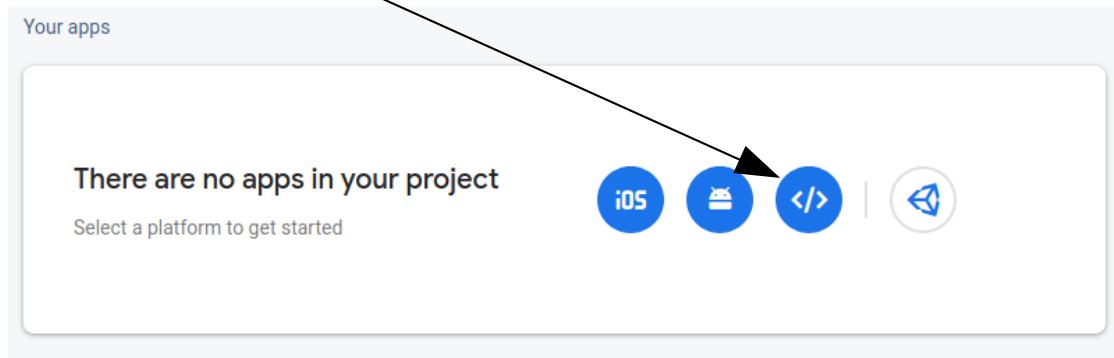 Your apps
There are no apps in your project
Select a platform to get started
iOS
</>